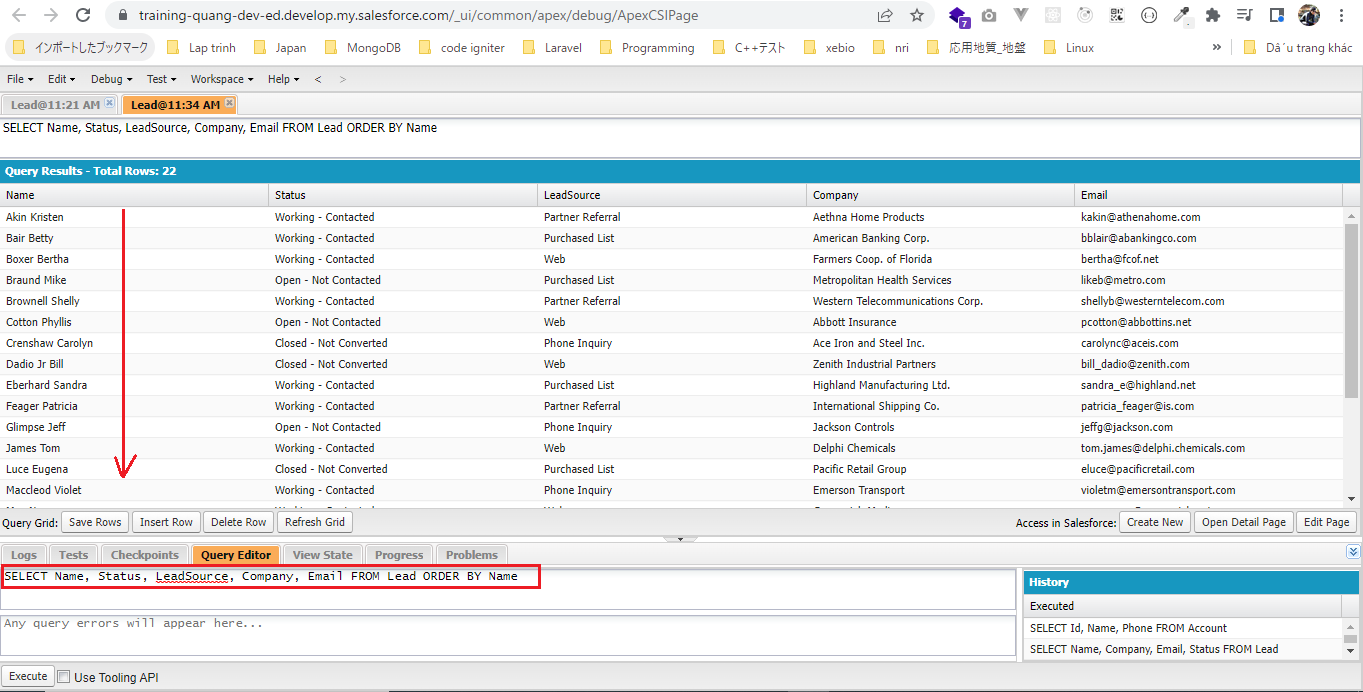 training-quang-dev-ed.develop.my.salesforce.com/_ui/common/apex/debug/ApexCSIPage
7
インポートしたブックマーク Lap trinh Japan MongoDB code igniter Laravel Programming C++テスト xebio nri 応用地質_地盤 Linux » Dấu trang khác
File Edit Debug Test Workspace Help < >
Lead@11:21 AM Lead@11:34 AM
SELECT Name, Status, LeadSource, Company, Email FROM Lead ORDER BY Name
Query Results - Total Rows: 22
Name Status LeadSource Company Email
Akin Kristen Working - Contacted Partner Referral Aethna Home Products kakin@athenahome.com
Bair Betty Working - Contacted Purchased List American Banking Corp. bblair@abankingco.com
Boxer Bertha Working - Contacted Web Farmers Coop. of Florida bertha@fcof.net
Braund Mike Open - Not Contacted Purchased List Metropolitan Health Services likeb@metro.com
Brownell Shelly Working - Contacted Partner Referral Western Telecommunications Corp. shellyb@westerntelecom.com
Cotton Phyllis Open - Not Contacted Web Abbott Insurance pcotton@abbottins.net
Crenshaw Carolyn Closed - Not Converted Phone Inquiry Ace Iron and Steel Inc. carolync@aceis.com
Dadio Jr Bill Closed - Not Converted Web Zenith Industrial Partners bill_dadio@zenith.com
Eberhard Sandra Working - Contacted Purchased List Highland Manufacturing Ltd. sandra_e@highland.net
Feager Patricia Working - Contacted Partner Referral International Shipping Co. patricia_feager@is.com
Glimpse Jeff Open - Not Contacted Phone Inquiry Jackson Controls jeffg@jackson.com
James Tom Working - Contacted Web Delphi Chemicals tom.james@delphi.chemicals.com
Luce Eugena Closed - Not Converted Purchased List Pacific Retail Group eluce@pacificretail.com
Maccleod Violet Working - Contacted Phone Inquiry Emerson Transport violetm@emersontransport.com
Query Grid: Save Rows Insert Row Delete Row Refresh Grid Access in Salesforce: Create New Open Detail Page Edit Page
Logs Tests Checkpoints Query Editor View State Progress Problems
SELECT Name, Status, LeadSource, Company, Email FROM Lead ORDER BY Name
Any query errors will appear here...
History
Executed
SELECT Id, Name, Phone FROM Account
SELECT Name, Company, Email, Status FROM Lead
Execute Use Tooling API